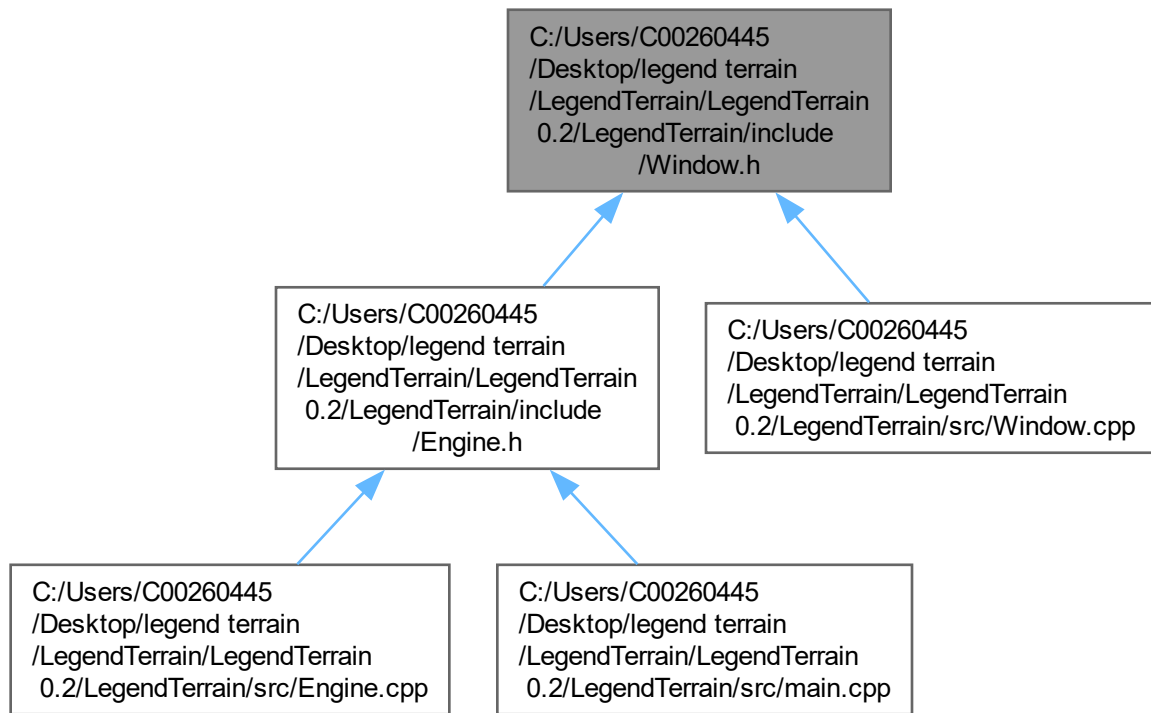 C:/Users/C00260445
/Desktop/legend terrain
/LegendTerrain/LegendTerrain
0.2/LegendTerrain/include
/Window.h
C:/Users/C00260445
/Desktop/legend terrain
/LegendTerrain/LegendTerrain
0.2/LegendTerrain/include
/Engine.h
C:/Users/C00260445
/Desktop/legend terrain
/LegendTerrain/LegendTerrain
0.2/LegendTerrain/src/Window.cpp
C:/Users/C00260445
/Desktop/legend terrain
/LegendTerrain/LegendTerrain
0.2/LegendTerrain/src/Engine.cpp
C:/Users/C00260445
/Desktop/legend terrain
/LegendTerrain/LegendTerrain
0.2/LegendTerrain/src/main.cpp